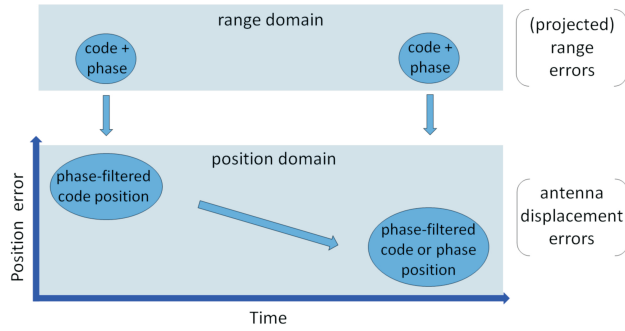 range domain
code +
phase
code +
phase
(projected)
range
errors
position domain
Position error
phase-filtered
code position
phase-filtered
code or phase
position
antenna
displacement
errors
Time